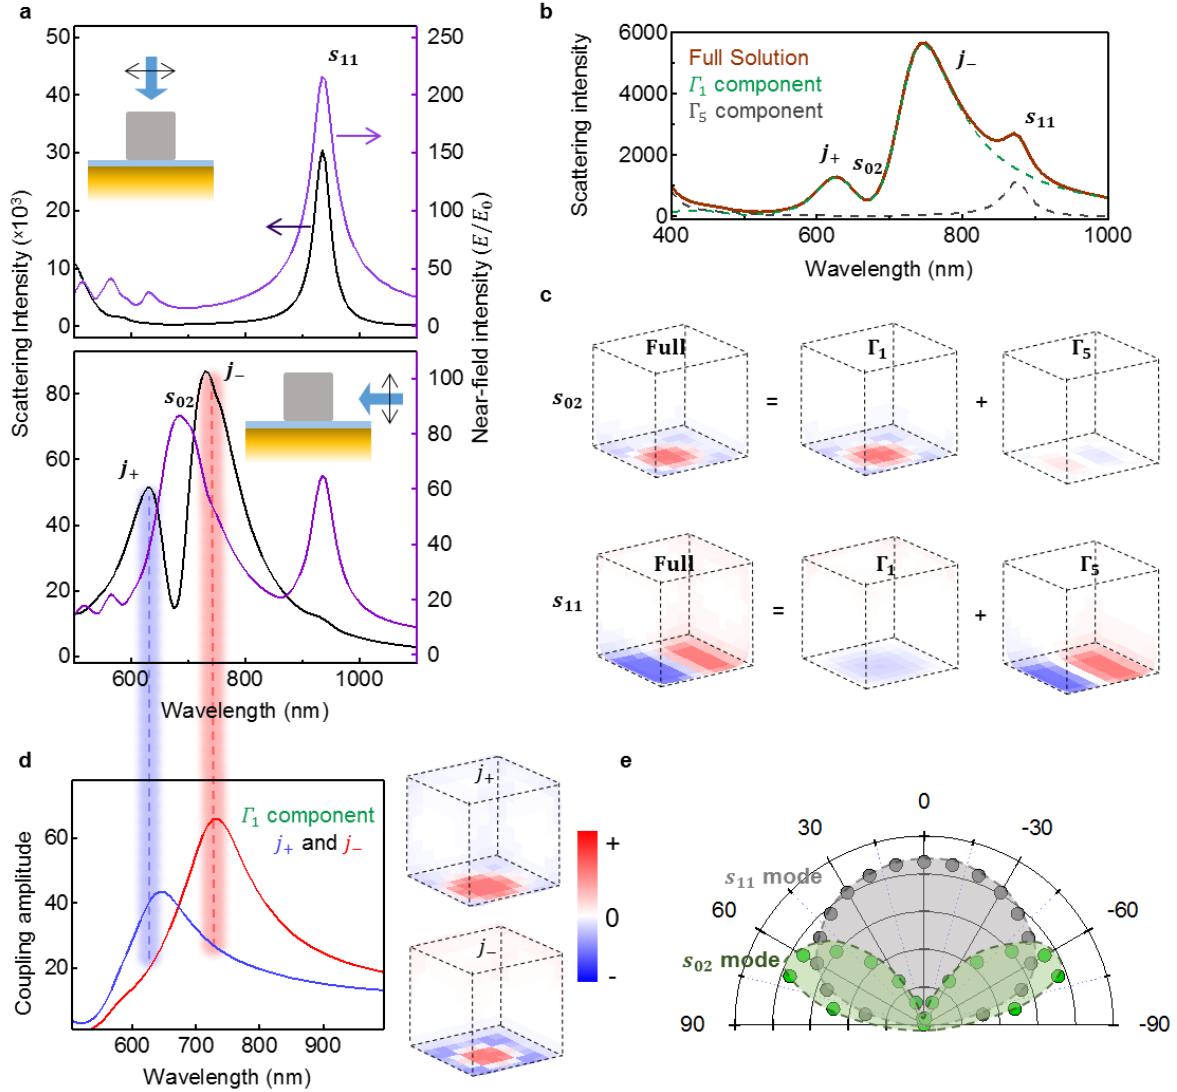 a
50
40
30
20
10
0
250
200
150
100
50
0
s₁₁
80
60
40
20
0
100
80
60
40
20
0
j₊
s₀₂
j₋
600
800
1000
Wavelength (nm)
Scattering Intensity (×10³)
Near-field intensity (E/E₀)
b
6000
4000
2000
0
Scattering intensity
Full Solution
Γ₁ component
Γ₅ component
j₊
s₀₂
j₋
s₁₁
400
600
800
1000
Wavelength (nm)
c
s₀₂
Full
=
Γ₁
+
Γ₅
s₁₁
Full
=
Γ₁
+
Γ₅
d
60
40
20
Coupling amplitude
Γ₁ component
j₊ and j₋
600
700
800
900
Wavelength (nm)
j₊
j₋
+
0
-
e
0
30
-30
60
-60
90
-90
s₁₁ mode
s₀₂ mode